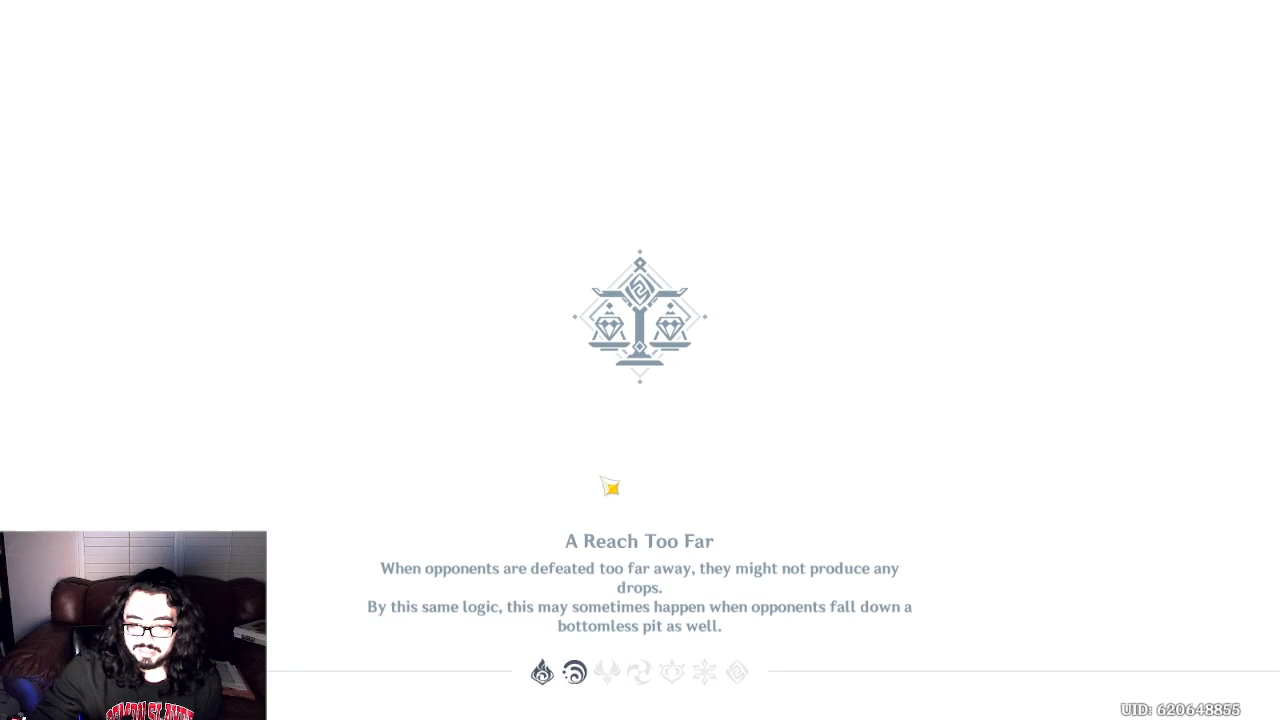 A Reach Too Far
When opponents are defeated too far away, they might not produce any
drops.
By this same logic, this may sometimes happen when opponents fall down a
bottomless pit as well.
UID: 620648855